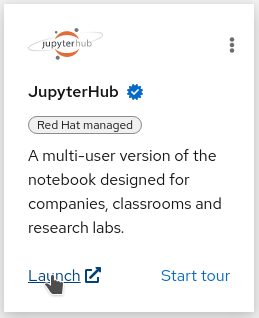 jupyterhub
JupyterHub
Red Hat managed
A multi-user version of the
notebook designed for
companies, classrooms and
research labs.
Launch
Start tour